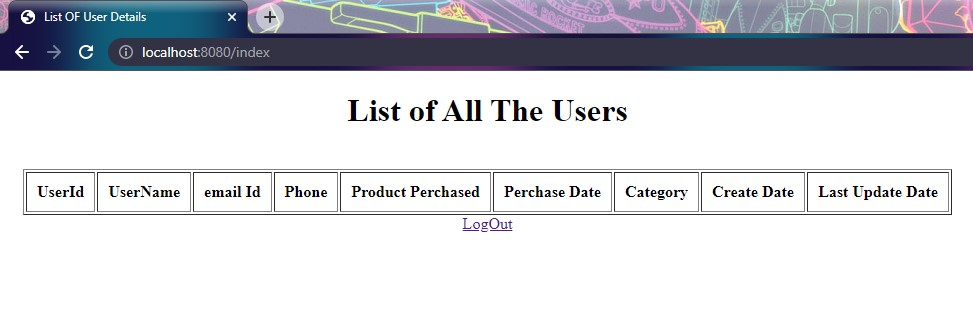 List OF User Details
localhost:8080/index
List of All The Users
UserId UserName email Id Phone Product Perchased Perchase Date Category Create Date Last Update Date
LogOut